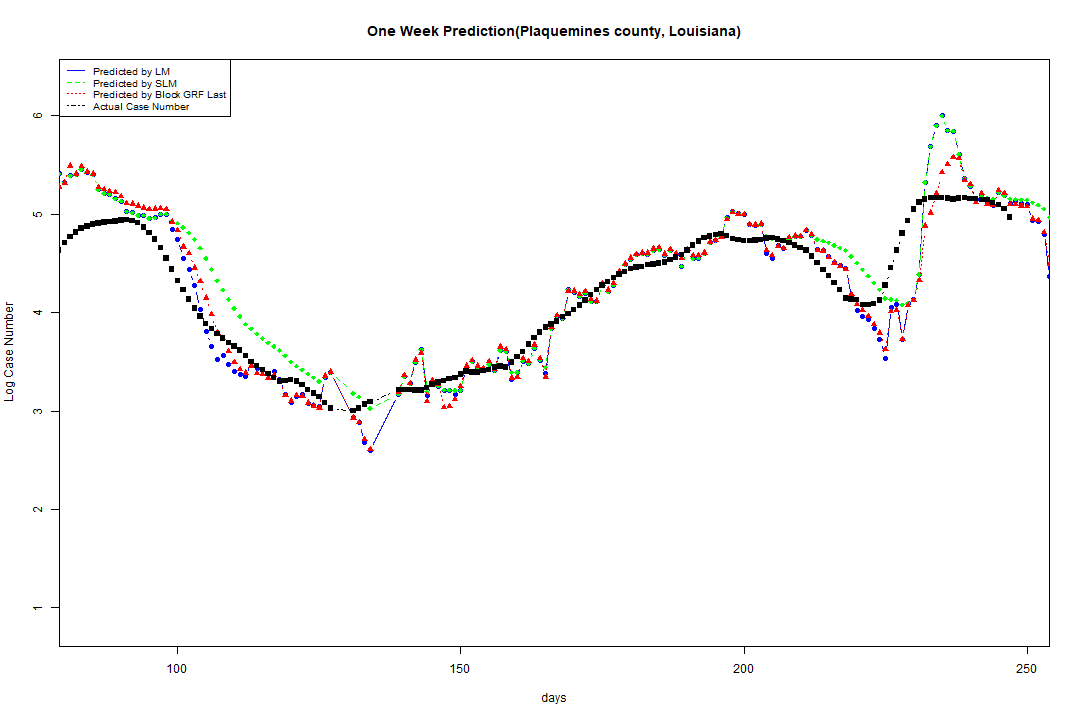 One Week Prediction(Plaquemines county, Louisiana)
Predicted by LM
Predicted by SLM
Predicted by Block GRF Last
Actual Case Number
Log Case Number
6
5
4
3
2
1
100 150 200 250
days